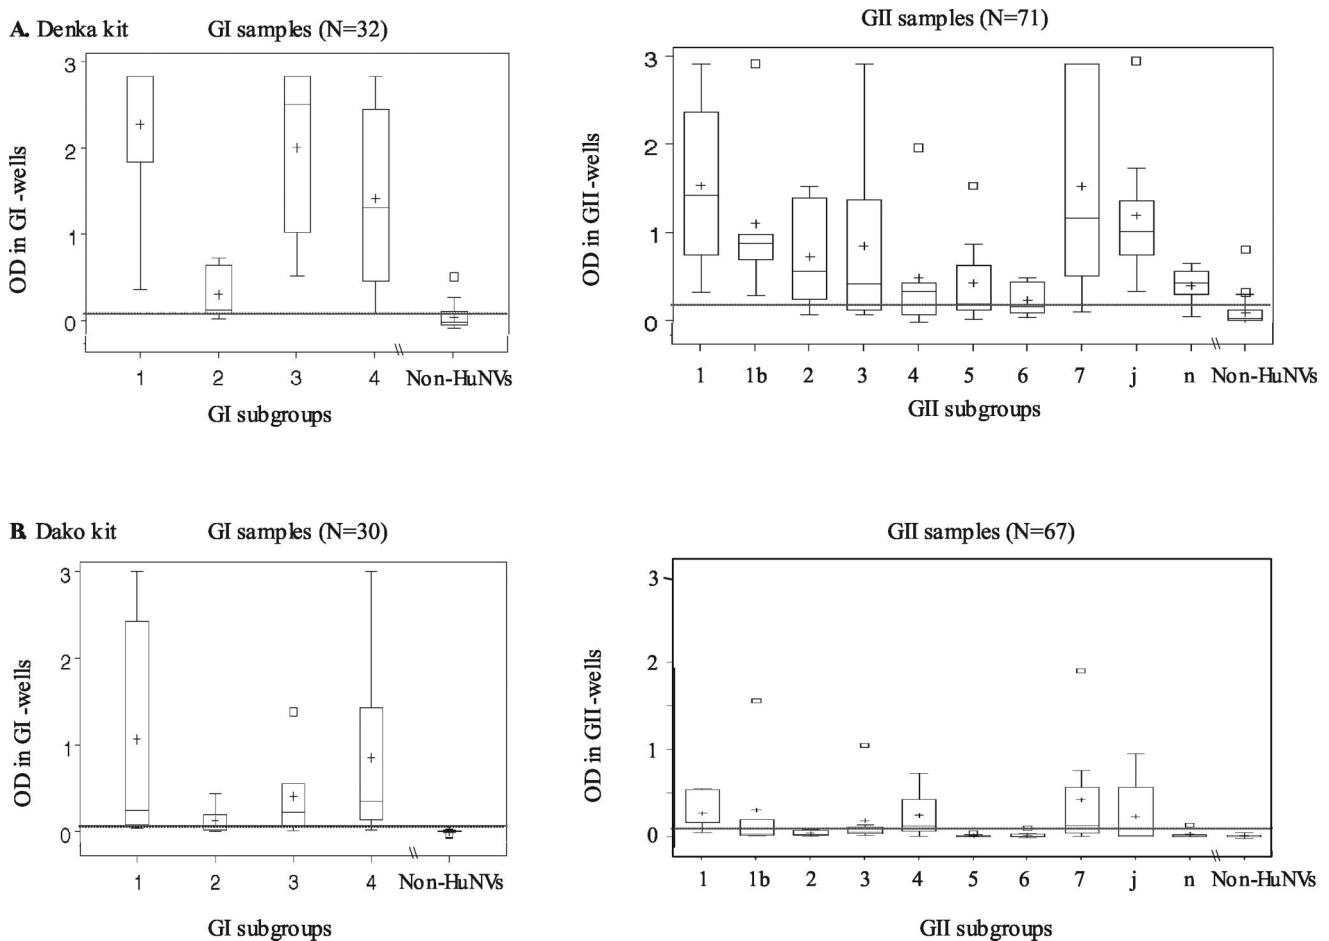 A. Denka kit
GI samples (N=32)
OD in GI -wells
3
2
1
0
1 2 3 4 Non-HuNVs
GI subgroups
GII samples (N=71)
OD in GII -wells
3
2
1
0
1 1b 2 3 4 5 6 7 j n Non-HuNVs
GII subgroups
B. Dako kit
GI samples (N=30)
OD in GI -wells
3
2
1
0
1 2 3 4 Non-HuNVs
GI subgroups
GII samples (N=67)
OD in GII -wells
3
2
1
0
1 1b 2 3 4 5 6 7 j n Non-HuNVs
GII subgroups